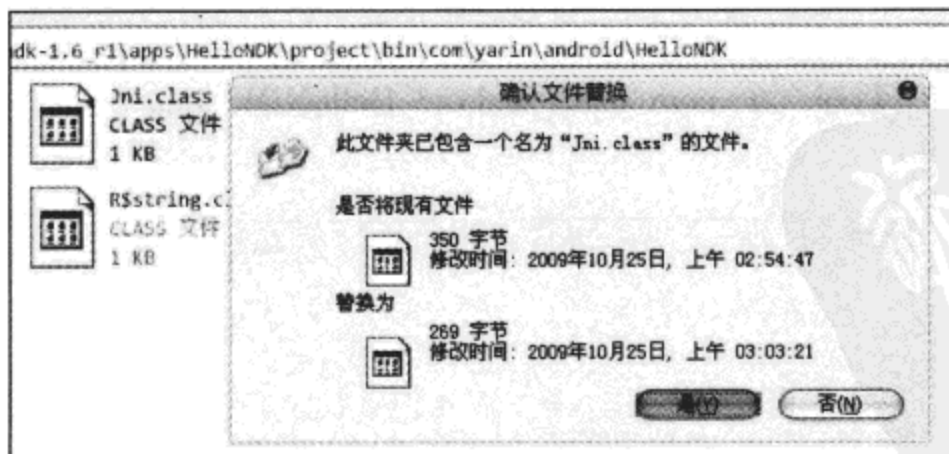 dk-1.6_r1\apps\HelloNDK\project\bin\com\yarin\android\HelloNDK
Jni.class
CLASS 文件
1 KB
R$string.c
CLASS 文件
1 KB
确认文件替换
此文件夹已包含一个名为“Jni.class”的文件。
是否将现有文件
350 字节
修改时间: 2009年10月25日, 上午 02:54:47
替换为
269 字节
修改时间: 2009年10月25日, 上午 03:03:21
是(Y)
否(N)